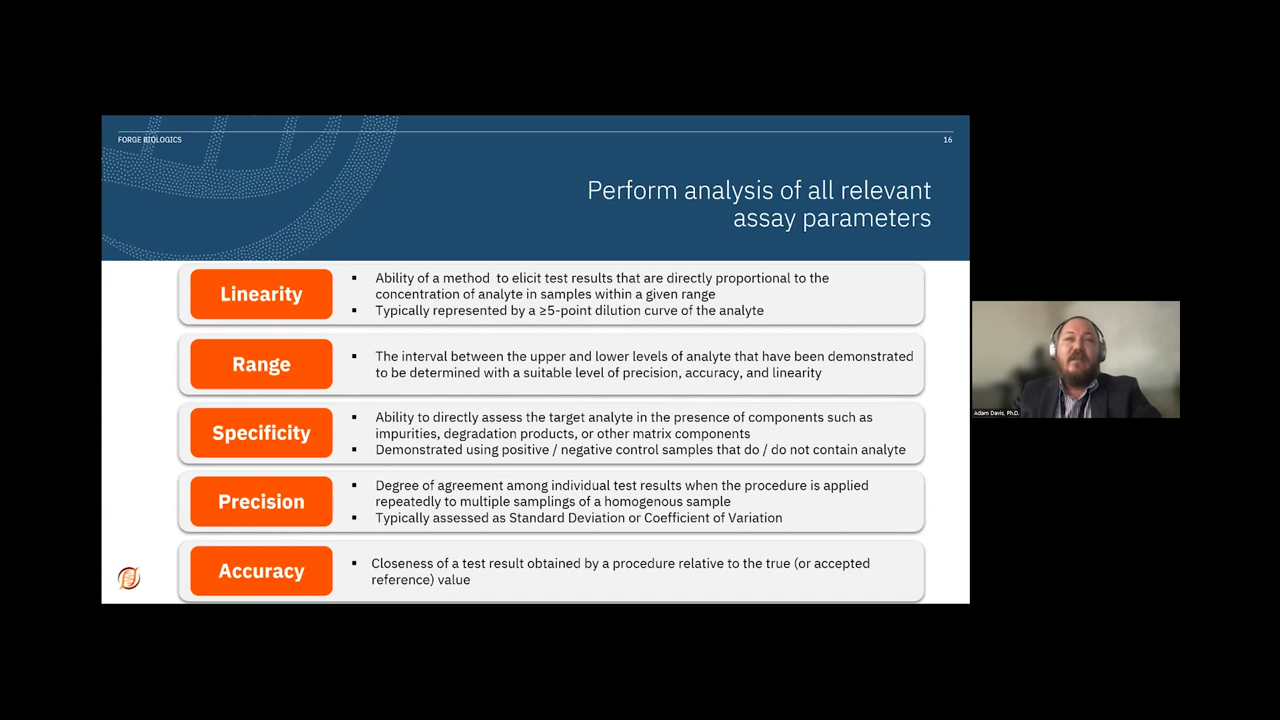 FORGE BIOLOGICS
16
Perform analysis of all relevant
assay parameters
Linearity
▪ Ability of a method to elicit test results that are directly proportional to the
concentration of analyte in samples within a given range
▪ Typically represented by a ≥5-point dilution curve of the analyte
Range
▪ The interval between the upper and lower levels of analyte that have been demonstrated
to be determined with a suitable level of precision, accuracy, and linearity
Specificity
▪ Ability to directly assess the target analyte in the presence of components such as
impurities, degradation products, or other matrix components
▪ Demonstrated using positive / negative control samples that do / do not contain analyte
Precision
▪ Degree of agreement among individual test results when the procedure is applied
repeatedly to multiple samplings of a homogenous sample
▪ Typically assessed as Standard Deviation or Coefficient of Variation
Accuracy
▪ Closeness of a test result obtained by a procedure relative to the true (or accepted
reference) value
Adam Davis, Ph.D.